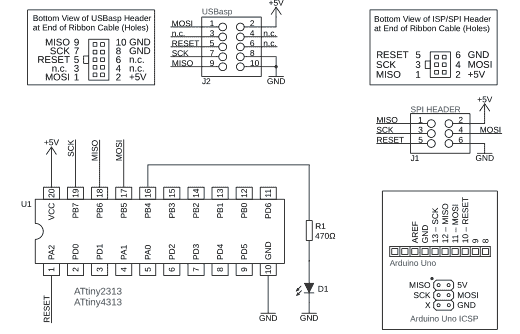 Bottom View of USBasp Header
at End of Ribbon Cable (Holes)
MISO 9 10 GND
SCK 7 8 GND
RESET 5 6 n.c.
n.c. 3 4 n.c.
MOSI 1 2 +5V
USBasp
+5V
MOSI 1 2
n.c. 3 4 n.c.
RESET 5 6 n.c.
SCK 7 8
MISO 9 10
J2
GND
Bottom View of ISP/SPI Header
at End of Ribbon Cable (Holes)
RESET 5 6 GND
SCK 3 4 MOSI
MISO 1 2 +5V
+5V
SPI HEADER
MISO 1 2
SCK 3 4 MOSI
RESET 5 6
J1
GND
+5V
SCK
MISO
MOSI
U1
20 19 18 17 16 15 14 13 12 11
VCC PB7 PB6 PB5 PB4 PB3 PB2 PB1 PB0 PD6
PA2 PD0 PD1 PA1 PA0 PD2 PD3 PD4 PD5 GND
1 2 3 4 5 6 7 8 9 10
RESET
ATtiny2313
ATtiny4313
GND
R1
470Ω
D1
GND
AREF
GND
13 – SCK
12 – MISO
11 – MOSI
10 – RESET
9
8
Arduino Uno
MISO 5V
SCK MOSI
X GND
Arduino Uno ICSP